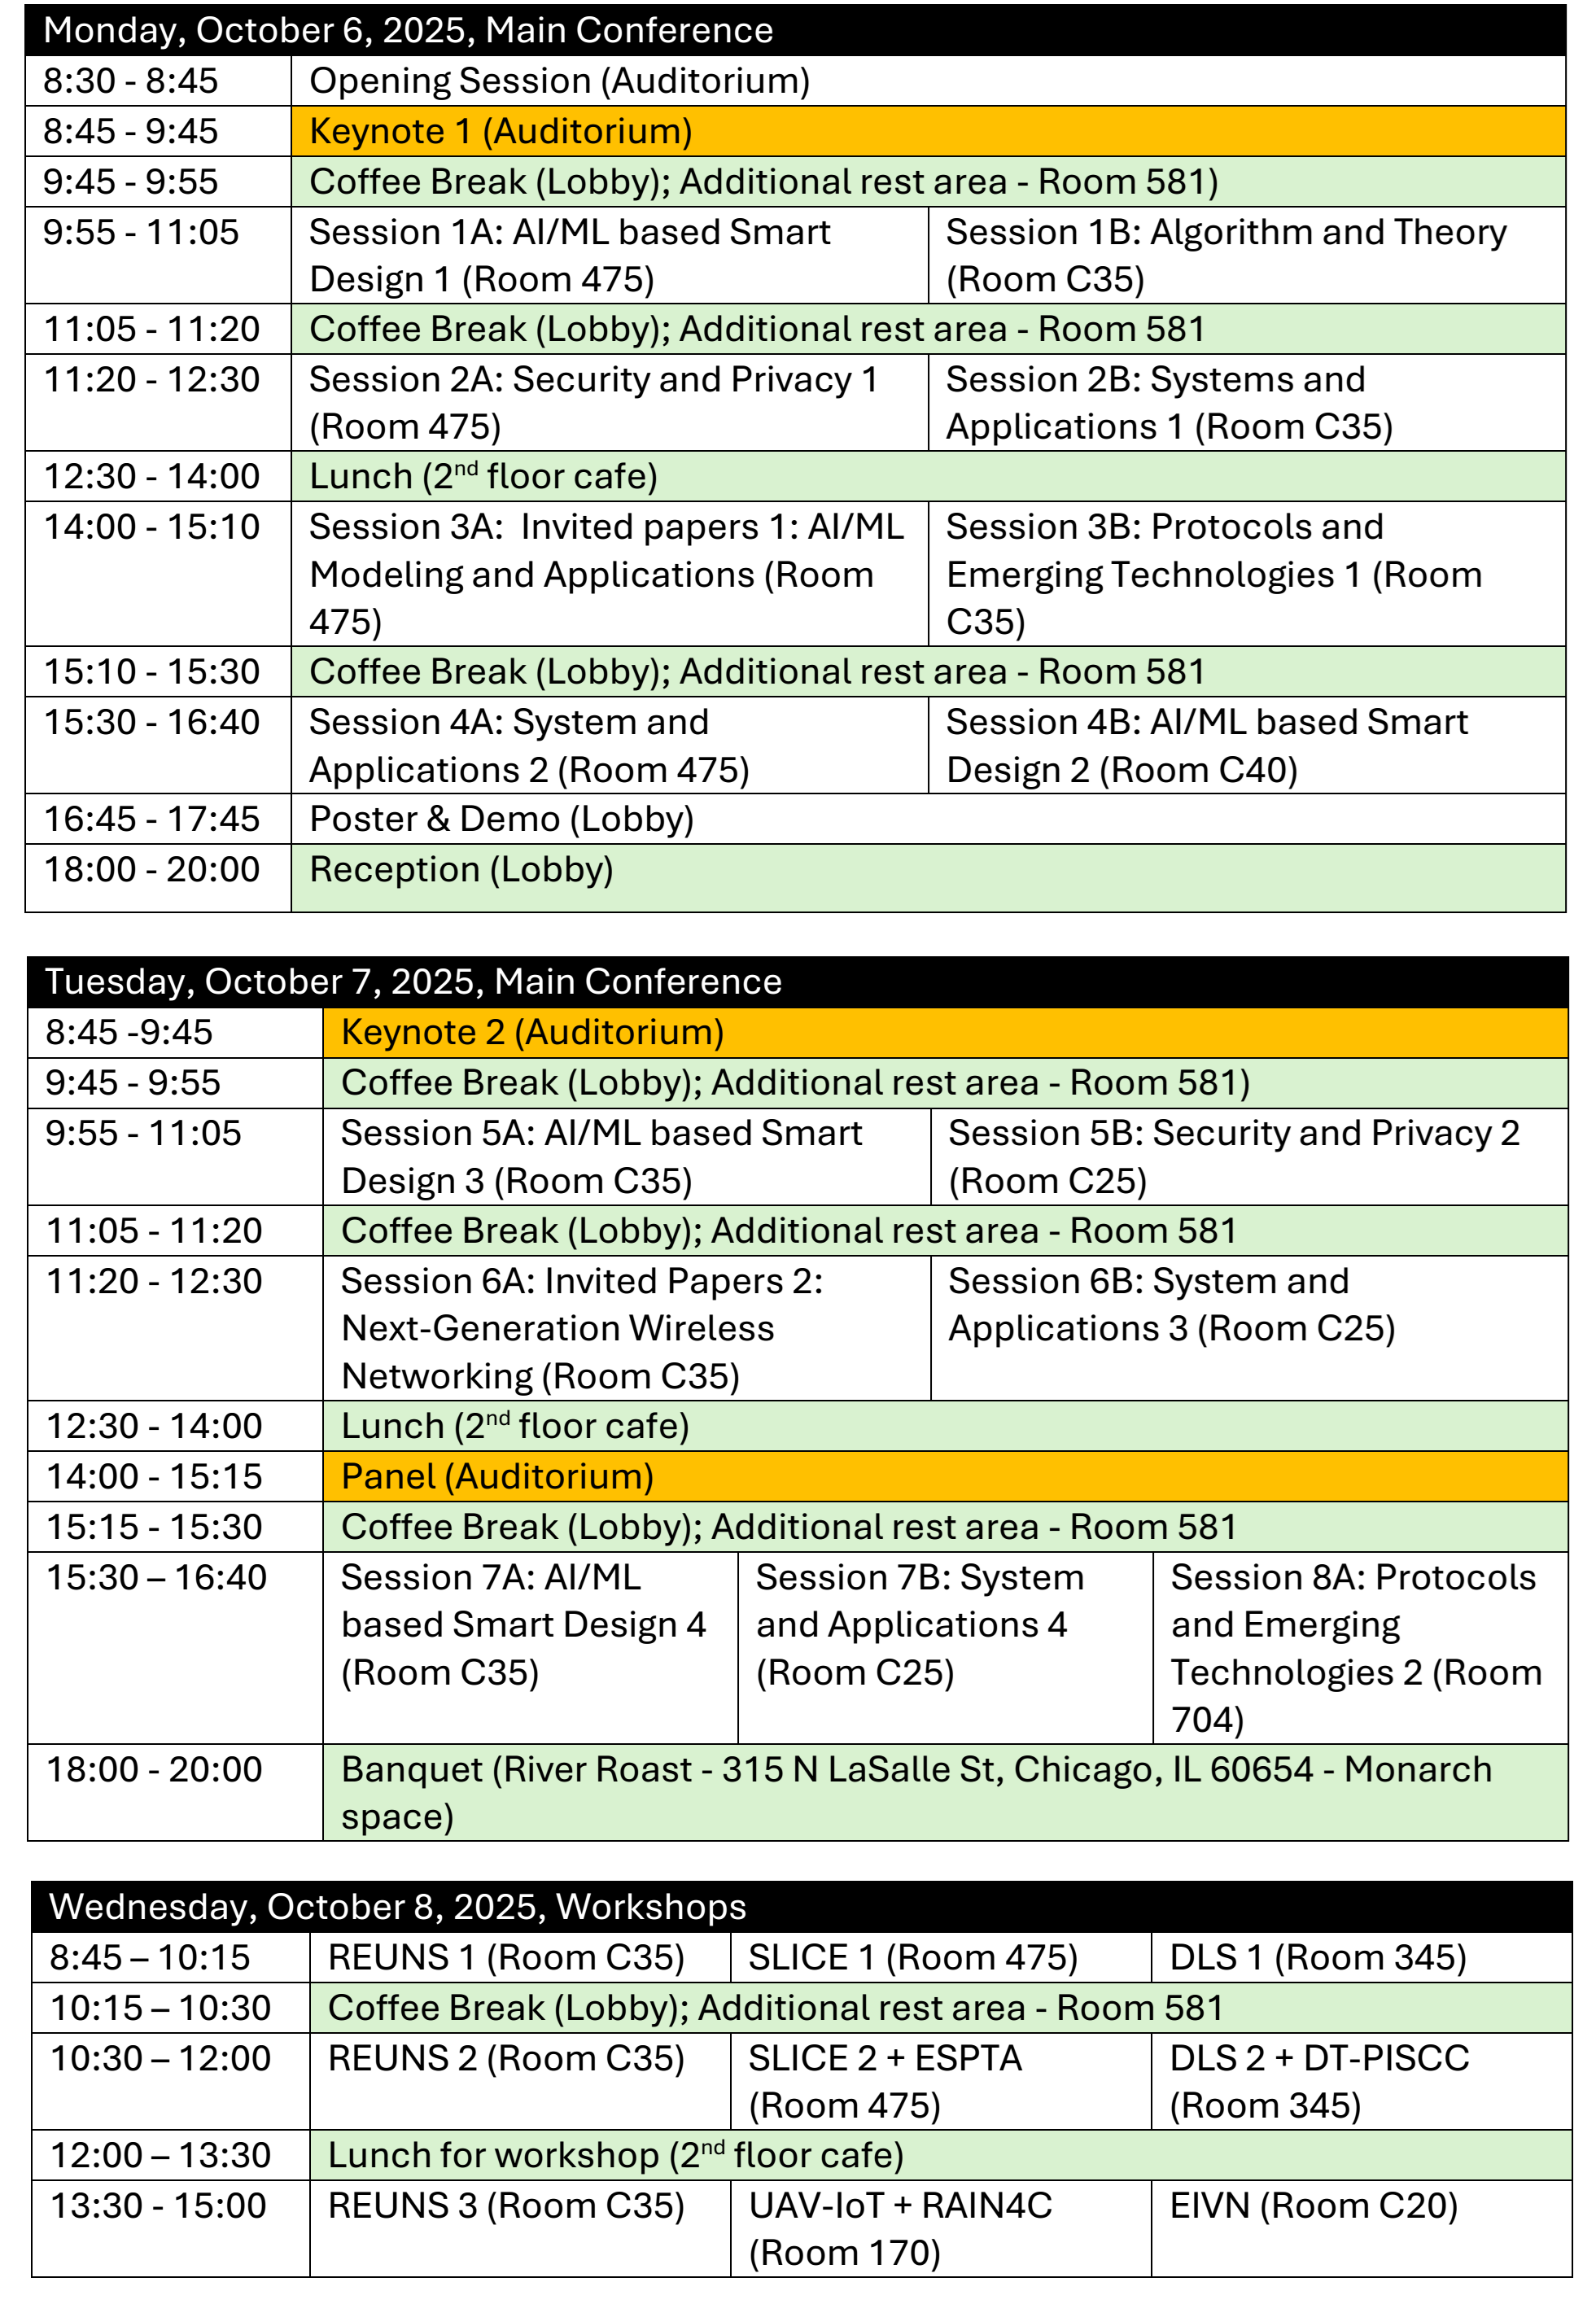 Monday, October 6, 2025, Main Conference
8:30 - 8:45 Opening Session (Auditorium)
8:45 - 9:45 Keynote 1 (Auditorium)
9:45 - 9:55 Coffee Break (Lobby); Additional rest area - Room 581)
9:55 - 11:05 Session 1A: AI/ML based Smart
Design 1 (Room 475)
Session 1B: Algorithm and Theory
(Room C35)
11:05 - 11:20 Coffee Break (Lobby); Additional rest area - Room 581
11:20 - 12:30 Session 2A: Security and Privacy 1
(Room 475)
Session 2B: Systems and
Applications 1 (Room C35)
12:30 - 14:00 Lunch (2nd floor cafe)
14:00 - 15:10 Session 3A:  Invited papers 1: AI/ML
Modeling and Applications (Room
475)
Session 3B: Protocols and
Emerging Technologies 1 (Room
C35)
15:10 - 15:30 Coffee Break (Lobby); Additional rest area - Room 581
15:30 - 16:40 Session 4A: System and
Applications 2 (Room 475)
Session 4B: AI/ML based Smart
Design 2 (Room C40)
16:45 - 17:45 Poster & Demo (Lobby)
18:00 - 20:00 Reception (Lobby)
Tuesday, October 7, 2025, Main Conference
8:45 -9:45 Keynote 2 (Auditorium)
9:45 - 9:55 Coffee Break (Lobby); Additional rest area - Room 581)
9:55 - 11:05 Session 5A: AI/ML based Smart
Design 3 (Room C35)
Session 5B: Security and Privacy 2
(Room C25)
11:05 - 11:20 Coffee Break (Lobby); Additional rest area - Room 581
11:20 - 12:30 Session 6A: Invited Papers 2:
Next-Generation Wireless
Networking (Room C35)
Session 6B: System and
Applications 3 (Room C25)
12:30 - 14:00 Lunch (2nd floor cafe)
14:00 - 15:15 Panel (Auditorium)
15:15 - 15:30 Coffee Break (Lobby); Additional rest area - Room 581
15:30 – 16:40 Session 7A: AI/ML
based Smart Design 4
(Room C35)
Session 7B: System
and Applications 4
(Room C25)
Session 8A: Protocols
and Emerging
Technologies 2 (Room
704)
18:00 - 20:00 Banquet (River Roast - 315 N LaSalle St, Chicago, IL 60654 - Monarch
space)
Wednesday, October 8, 2025, Workshops
8:45 – 10:15 REUNS 1 (Room C35) SLICE 1 (Room 475) DLS 1 (Room 345)
10:15 – 10:30 Coffee Break (Lobby); Additional rest area - Room 581
10:30 – 12:00 REUNS 2 (Room C35)
SLICE 2 + ESPTA
(Room 475)
DLS 2 + DT-PISCC
(Room 345)
12:00 – 13:30 Lunch for workshop (2nd floor cafe)
13:30 - 15:00 REUNS 3 (Room C35)
UAV-IoT + RAIN4C
(Room 170)
EIVN (Room C20)